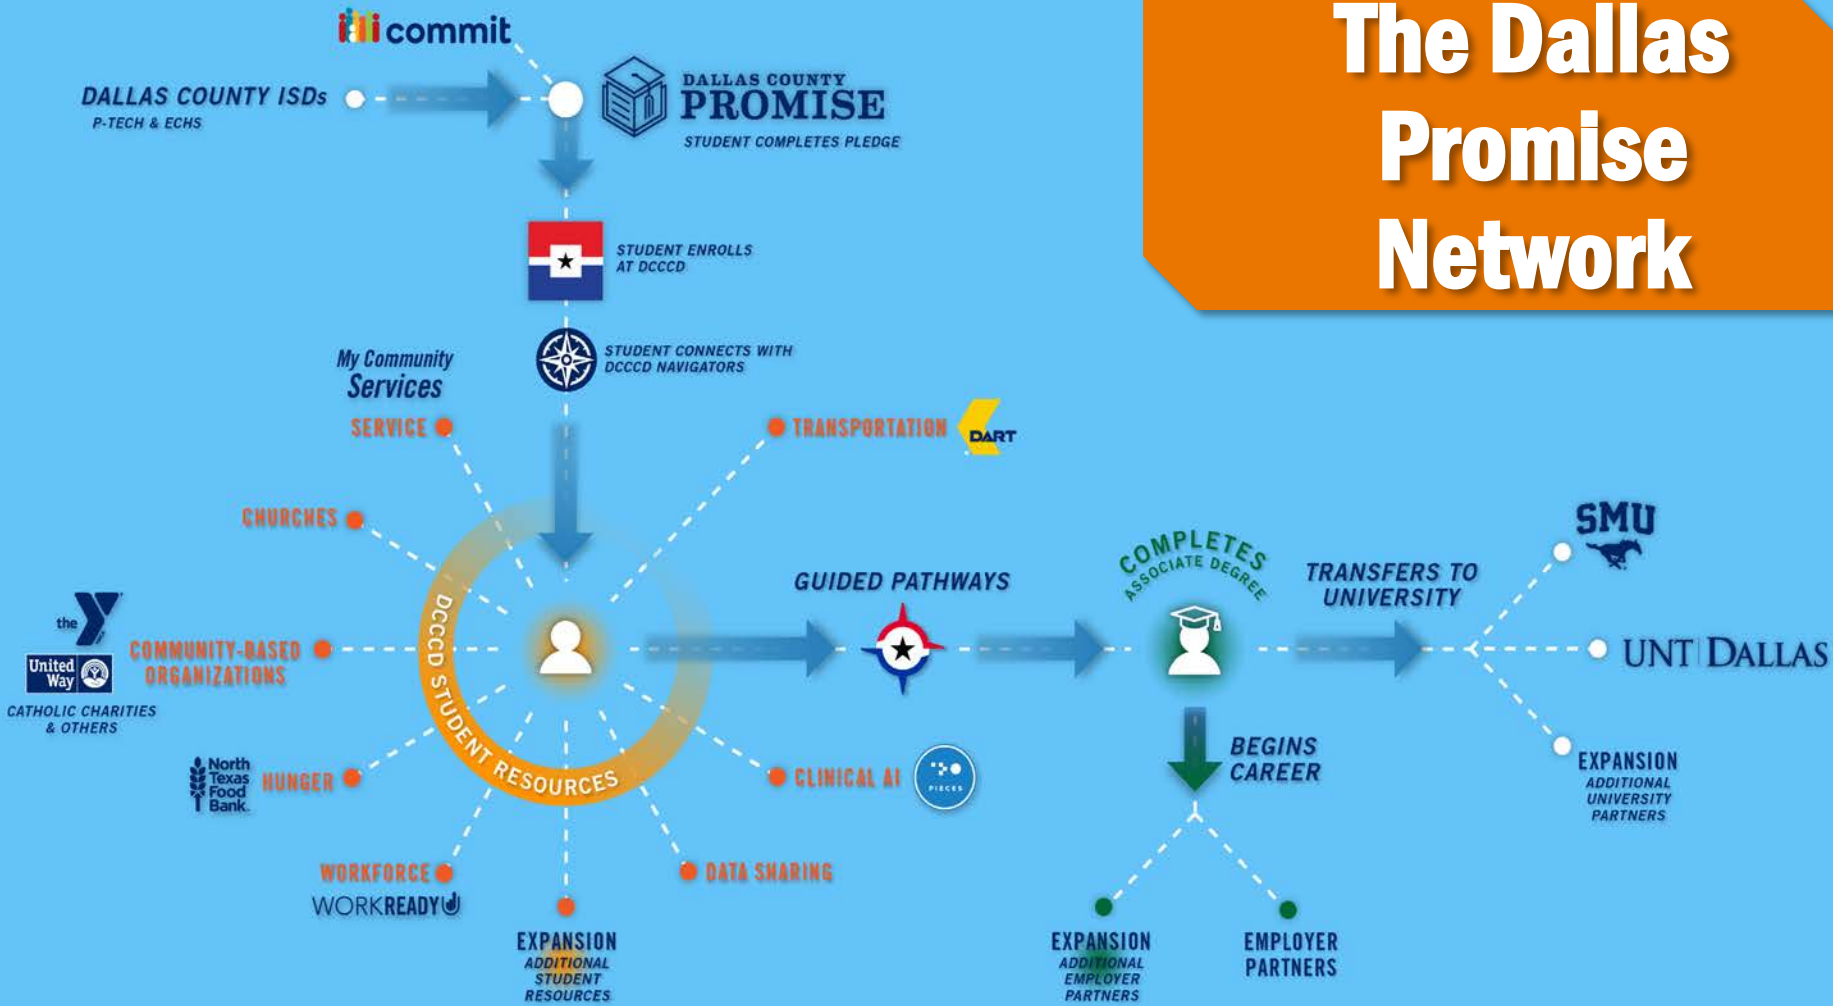 The Dallas
Promise
Network
commit
DALLAS COUNTY ISDs
P-TECH & ECHS
DALLAS COUNTY
PROMISE
STUDENT COMPLETES PLEDGE
STUDENT ENROLLS
AT DCCCD
STUDENT CONNECTS WITH
DCCCD NAVIGATORS
My Community
Services
SERVICE
TRANSPORTATION
DART
CHURCHES
the Y
United
Way
COMMUNITY-BASED
ORGANIZATIONS
CATHOLIC CHARITIES
& OTHERS
DCCCD STUDENT RESOURCES
North
Texas
Food
Bank.
HUNGER
WORKFORCE
WORKREADYU
EXPANSION
ADDITIONAL
STUDENT
RESOURCES
DATA SHARING
CLINICAL AI
PIECES
GUIDED PATHWAYS
COMPLETES
ASSOCIATE DEGREE
TRANSFERS TO
UNIVERSITY
SMU
UNT DALLAS
EXPANSION
ADDITIONAL
UNIVERSITY
PARTNERS
BEGINS
CAREER
EXPANSION
ADDITIONAL
EMPLOYER
PARTNERS
EMPLOYER
PARTNERS